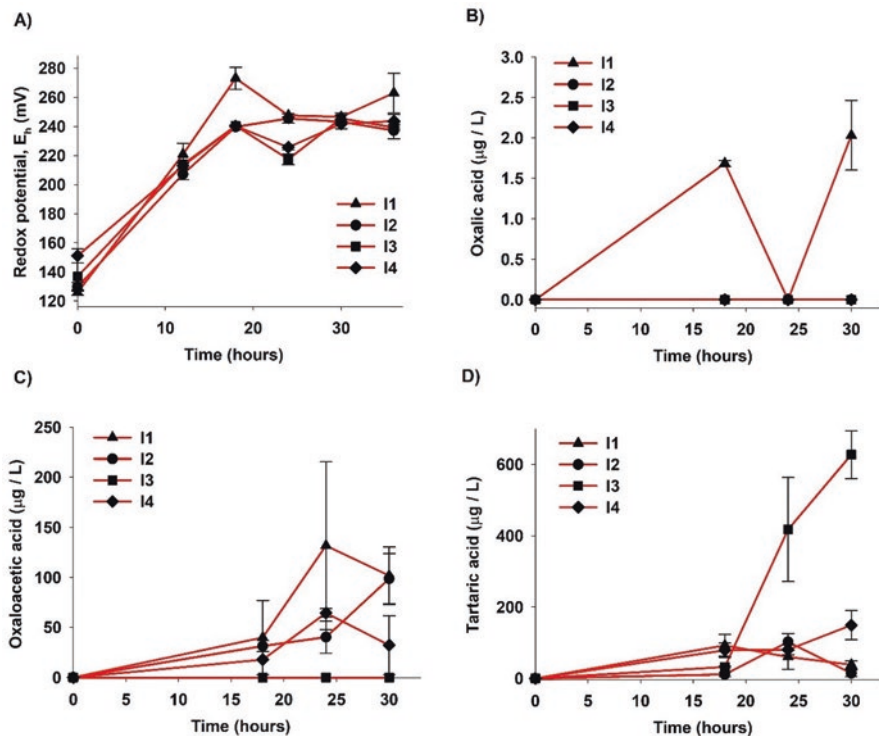 A)
Redox potential, Eh (mV)
280
260
240
220
200
180
160
140
120
I1
I2
I3
I4
0
10
20
30
Time (hours)
B)
Oxalic acid (µg / L)
3.0
2.5
2.0
1.5
1.0
0.5
0.0
I1
I2
I3
I4
0
5
10
15
20
25
30
Time (hours)
C)
Oxaloacetic acid (µg / L)
250
200
150
100
50
0
I1
I2
I3
I4
0
5
10
15
20
25
30
Time (hours)
D)
Tartaric acid (µg / L)
600
400
200
0
I1
I2
I3
I4
0
5
10
15
20
25
30
Time (hours)